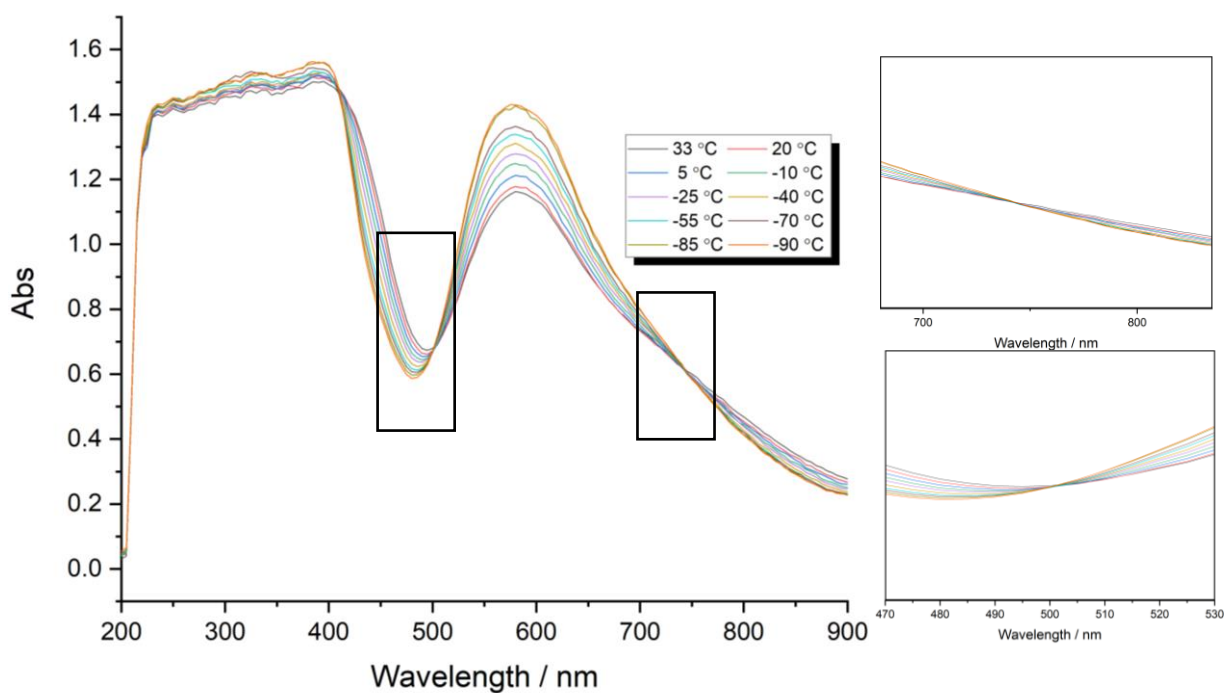 Abs
1.6
1.4
1.2
1.0
0.8
0.6
0.4
0.2
0.0
200 300 400 500 600 700 800 900
Wavelength / nm
33 °C 20 °C
5 °C -10 °C
-25 °C -40 °C
-55 °C -70 °C
-85 °C -90 °C
700 800
Wavelength / nm
470 480 490 500 510 520 530
Wavelength / nm